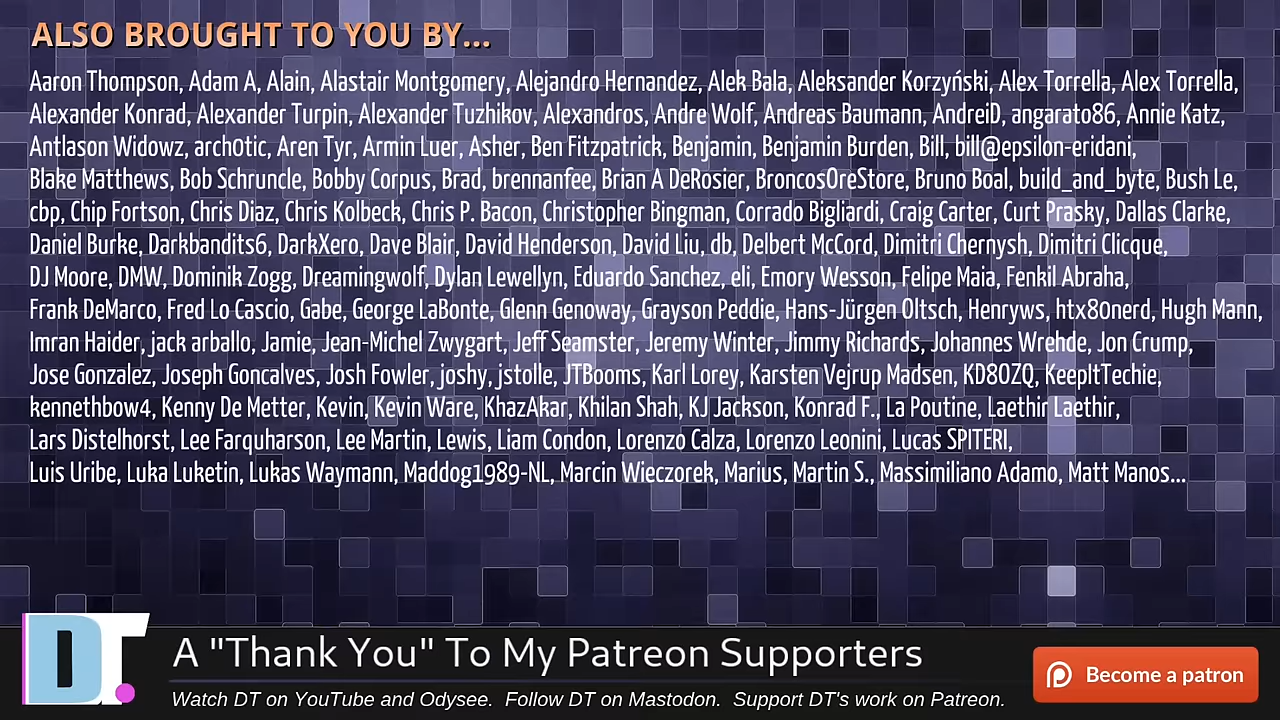 ALSO BROUGHT TO YOU BY...
Aaron Thompson, Adam A, Alain, Alastair Montgomery, Alejandro Hernandez, Alek Bala, Aleksander Korzyński, Alex Torrella, Alex Torrella,
Alexander Konrad, Alexander Turpin, Alexander Tuzhikov, Alexandros, Andre Wolf, Andreas Baumann, AndreiD, angarato86, Annie Katz,
Antlason Widowz, arch0tic, Aren Tyr, Armin Luer, Asher, Ben Fitzpatrick, Benjamin, Benjamin Burden, Bill, bill@epsilon-eridani,
Blake Matthews, Bob Schruncle, Bobby Corpus, Brad, brennanfee, Brian A DeRosier, BroncosOreStore, Bruno Boal, build_and_byte, Bush Le,
cbp, Chip Fortson, Chris Diaz, Chris Kolbeck, Chris P. Bacon, Christopher Bingman, Corrado Bigliardi, Craig Carter, Curt Prasky, Dallas Clarke,
Daniel Burke, Darkbandits6, DarkXero, Dave Blair, David Henderson, David Liu, db, Delbert McCord, Dimitri Chernysh, Dimitri Clicque,
DJ Moore, DMW, Dominik Zogg, Dreamingwolf, Dylan Lewellyn, Eduardo Sanchez, eli, Emory Wesson, Felipe Maia, Fenkil Abraha,
Frank DeMarco, Fred Lo Cascio, Gabe, George LaBonte, Glenn Genoway, Grayson Peddie, Hans-Jürgen Oltsch, Henryws, htx80nerd, Hugh Mann,
Imran Haider, jack arballo, Jamie, Jean-Michel Zwygart, Jeff Seamster, Jeremy Winter, Jimmy Richards, Johannes Wrehde, Jon Crump,
Jose Gonzalez, Joseph Goncalves, Josh Fowler, joshy, jstolle, JTBooms, Karl Lorey, Karsten Vejrup Madsen, KD8OZQ, KeepItTechie,
kennethbow4, Kenny De Metter, Kevin, Kevin Ware, KhazAkar, Khilan Shah, KJ Jackson, Konrad F., La Poutine, Laethir Laethir,
Lars Distelhorst, Lee Farquharson, Lee Martin, Lewis, Liam Condon, Lorenzo Calza, Lorenzo Leonini, Lucas SPITERI,
Luis Uribe, Luka Luketin, Lukas Waymann, Maddog1989-NL, Marcin Wieczorek, Marius, Martin S., Massimiliano Adamo, Matt Manos...
DT.
A "Thank You" To My Patreon Supporters
Watch DT on YouTube and Odysee. Follow DT on Mastodon. Support DT's work on Patreon.
Become a patron